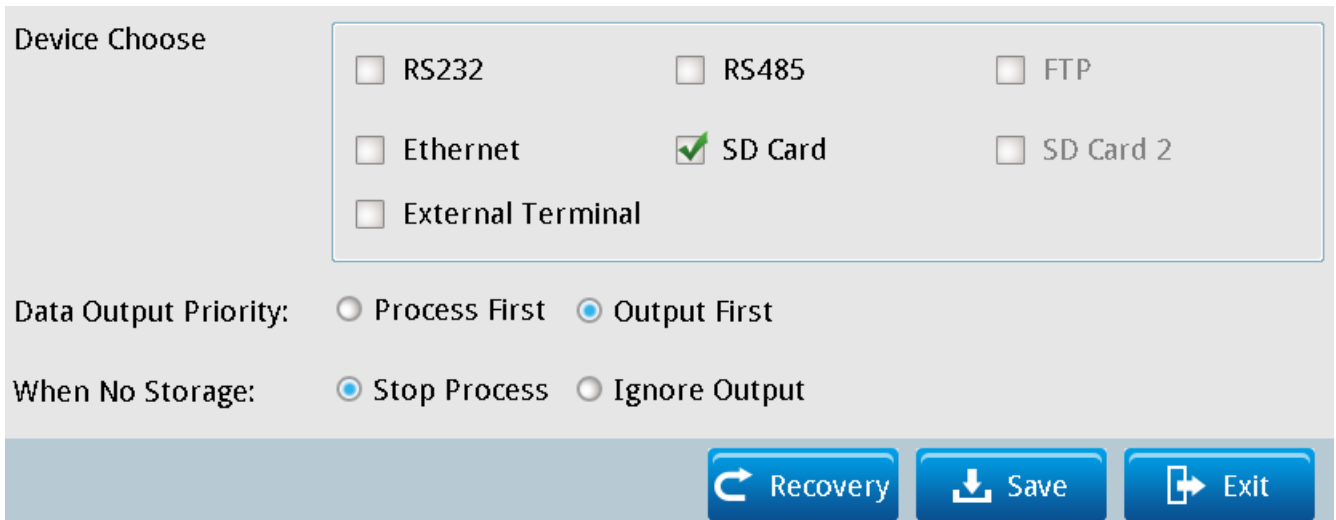 Device Choose
RS232 RS485 FTP
Ethernet SD Card SD Card 2
External Terminal
Data Output Priority: Process First Output First
When No Storage: Stop Process Ignore Output
Recovery Save Exit